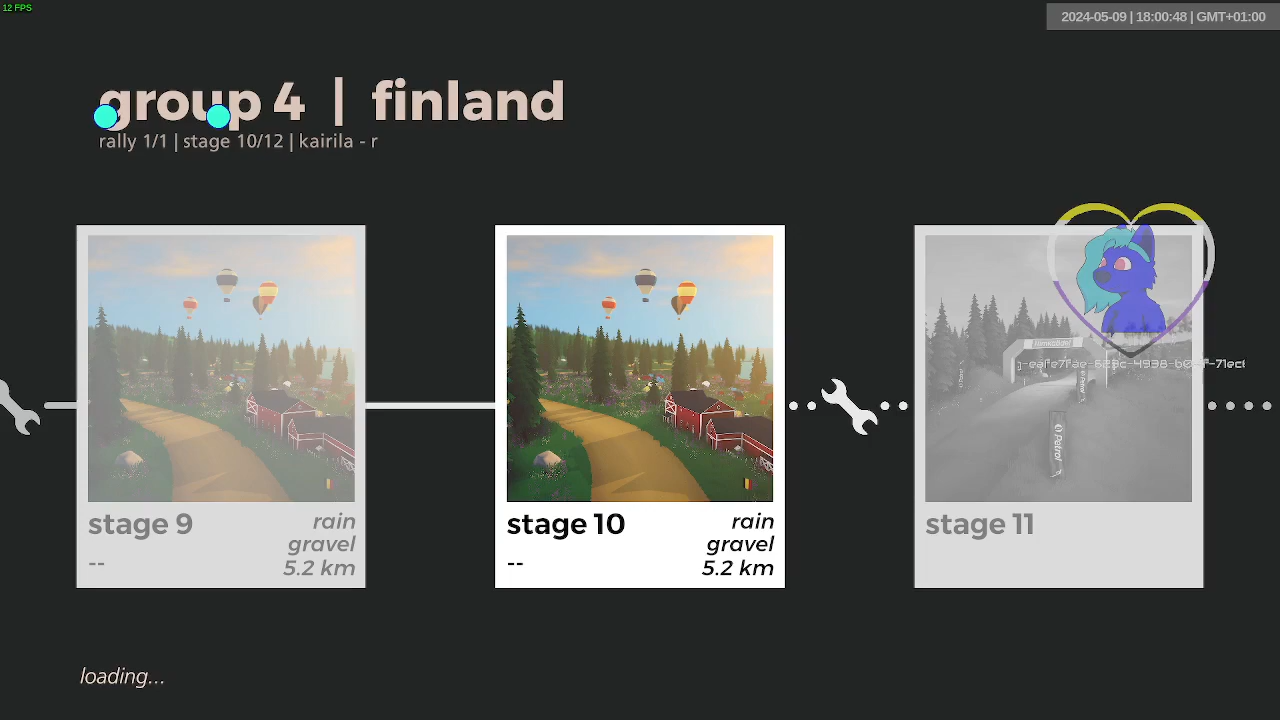 12 FPS
2024-05-09 | 18:00:48 | GMT+01:00
group 4 | finland
rally 1/1 | stage 10/12 | kairila - r
stage 9
rain
gravel
--
5.2 km
stage 10
rain
gravel
--
5.2 km
stage 11
Patrol
loading...